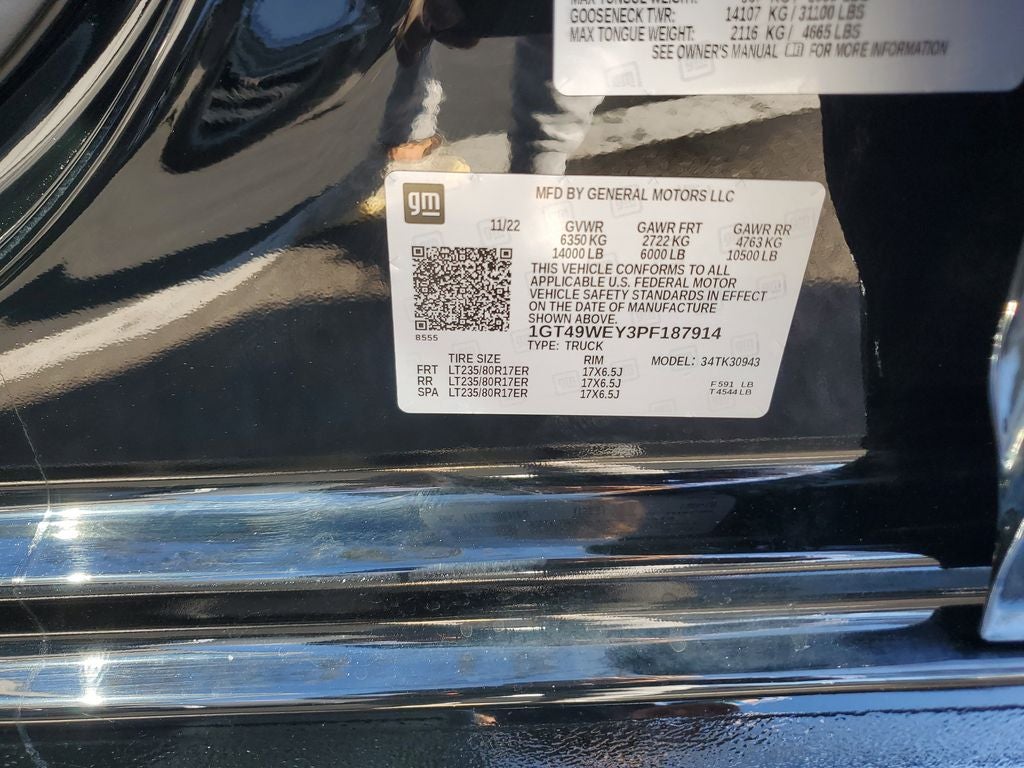 GOOSENECK TWR: 14107 KG / 31100 LBS
MAX TONGUE WEIGHT: 2116 KG / 4665 LBS
SEE OWNER'S MANUAL FOR MORE INFORMATION
gm
MFD BY GENERAL MOTORS LLC
11/22 GVWR GAWR FRT GAWR RR
6350 KG 2722 KG 4763 KG
14000 LB 6000 LB 10500 LB
THIS VEHICLE CONFORMS TO ALL
APPLICABLE U.S. FEDERAL MOTOR
VEHICLE SAFETY STANDARDS IN EFFECT
ON THE DATE OF MANUFACTURE
SHOWN ABOVE.
8555
1GT49WEY3PF187914
TYPE: TRUCK
TIRE SIZE RIM MODEL: 34TK30943
FRT LT235/80R17ER 17X6.5J
RR LT235/80R17ER 17X6.5J F 591 LB
SPA LT235/80R17ER 17X6.5J T 4544 LB